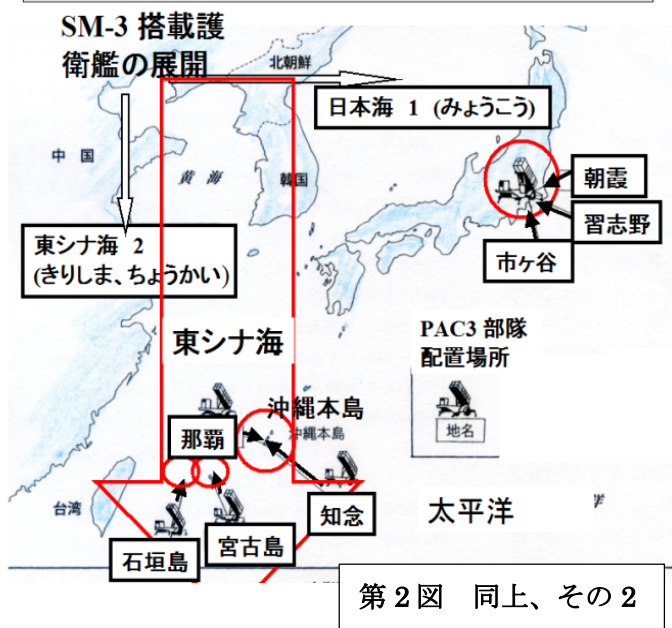 SM-3 搭載護
衛艦の展開
北朝鮮
日本海 1 (みょうこう)
中 国
黄 海
韓国
朝霞
習志野
市ヶ谷
東シナ海 2
(きりしま、ちょうかい)
東シナ海
PAC3 部隊
配置場所
地名
沖縄本島
沖縄本島
那覇
台湾
知念
太平洋
洋
宮古島
石垣島
第2図 同上、その2